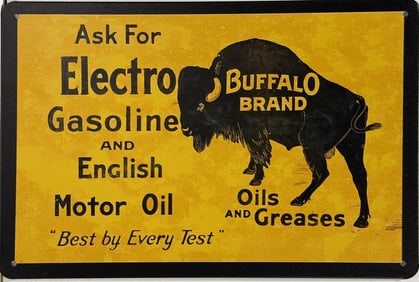 Ask For
Electro
Gasoline
AND
English
Motor Oil
"Best by Every Test"
BUFFALO
BRAND
Oils
AND Greases